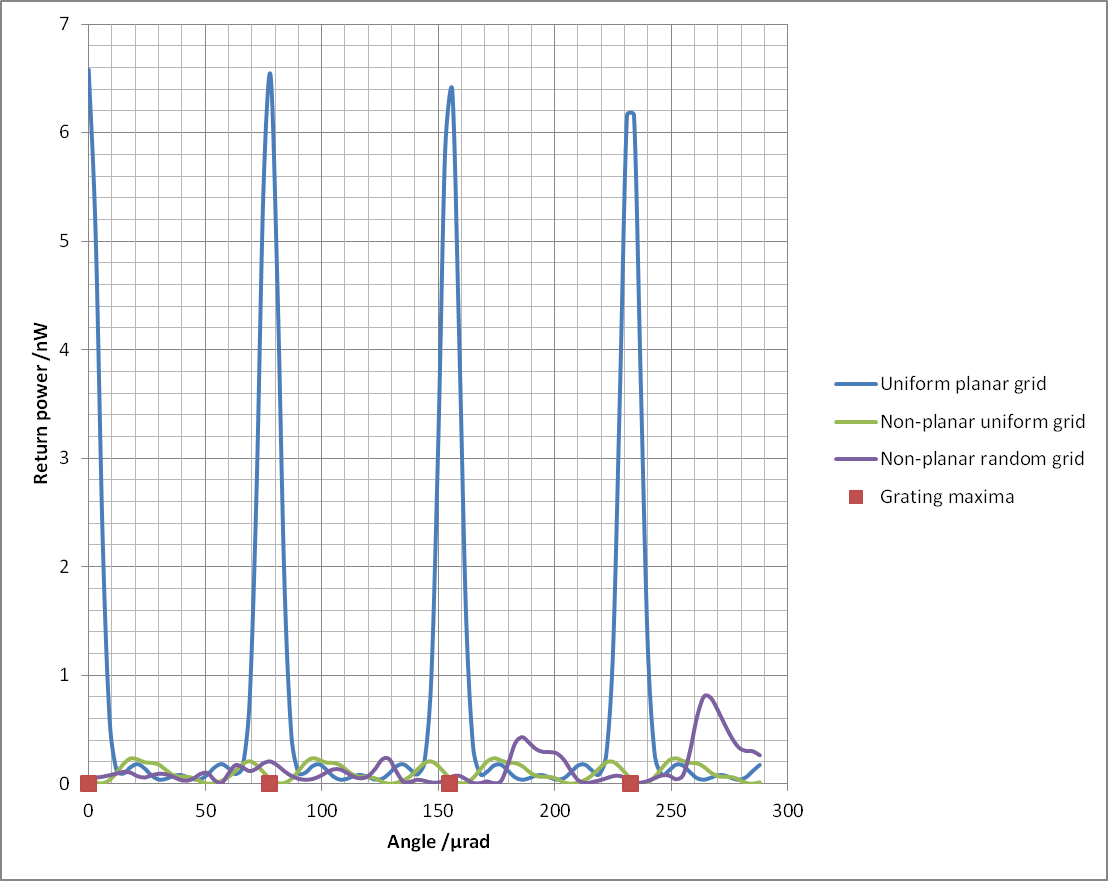 7
6
5
4
3
2
1
0
Return power /nW
0 50 100 150 200 250 300
Angle /µrad
Uniform planar grid
Non-planar uniform grid
Non-planar random grid
Grating maxima